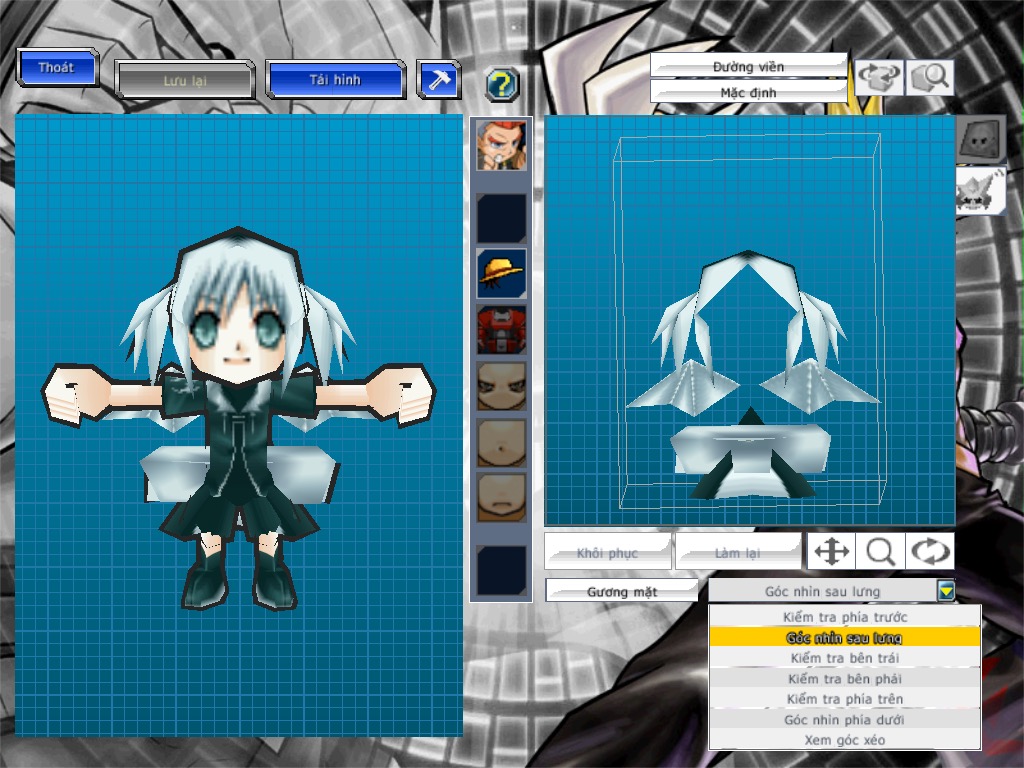 Thoát
Lưu lại
Tải hình
?
Đường viền
Mặc định
Khôi phục
Làm lại
Gương mặt
Góc nhìn sau lưng
Kiểm tra phía trước
Góc nhìn sau lưng
Kiểm tra bên trái
Kiểm tra bên phải
Kiểm tra phía trên
Góc nhìn phía dưới
Xem góc xéo